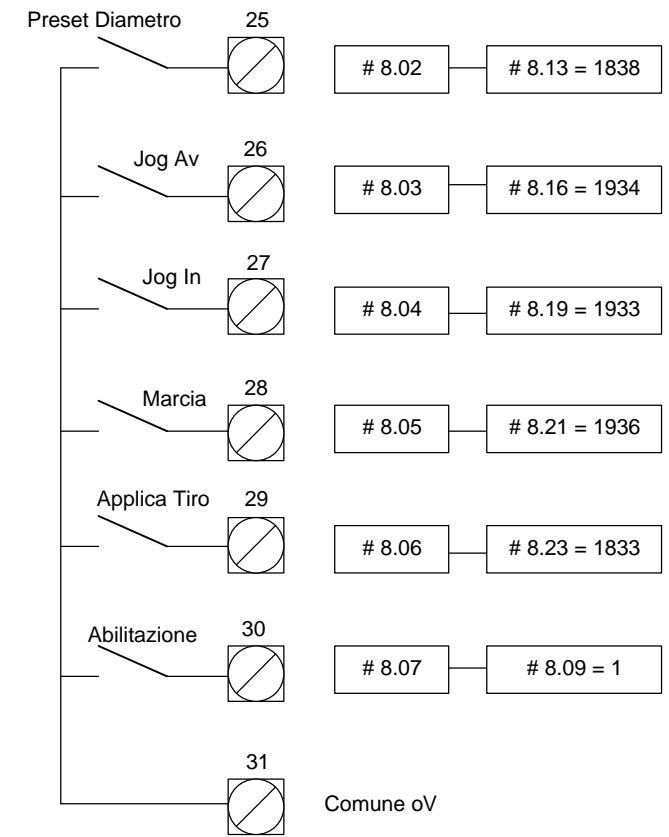 Preset Diametro 25
# 8.02 # 8.13 = 1838
Jog Av 26
# 8.03 # 8.16 = 1934
Jog In 27
# 8.04 # 8.19 = 1933
Marcia 28
# 8.05 # 8.21 = 1936
Applica Tiro 29
# 8.06 # 8.23 = 1833
Abilitazione 30
# 8.07 # 8.09 = 1
31
Comune oV